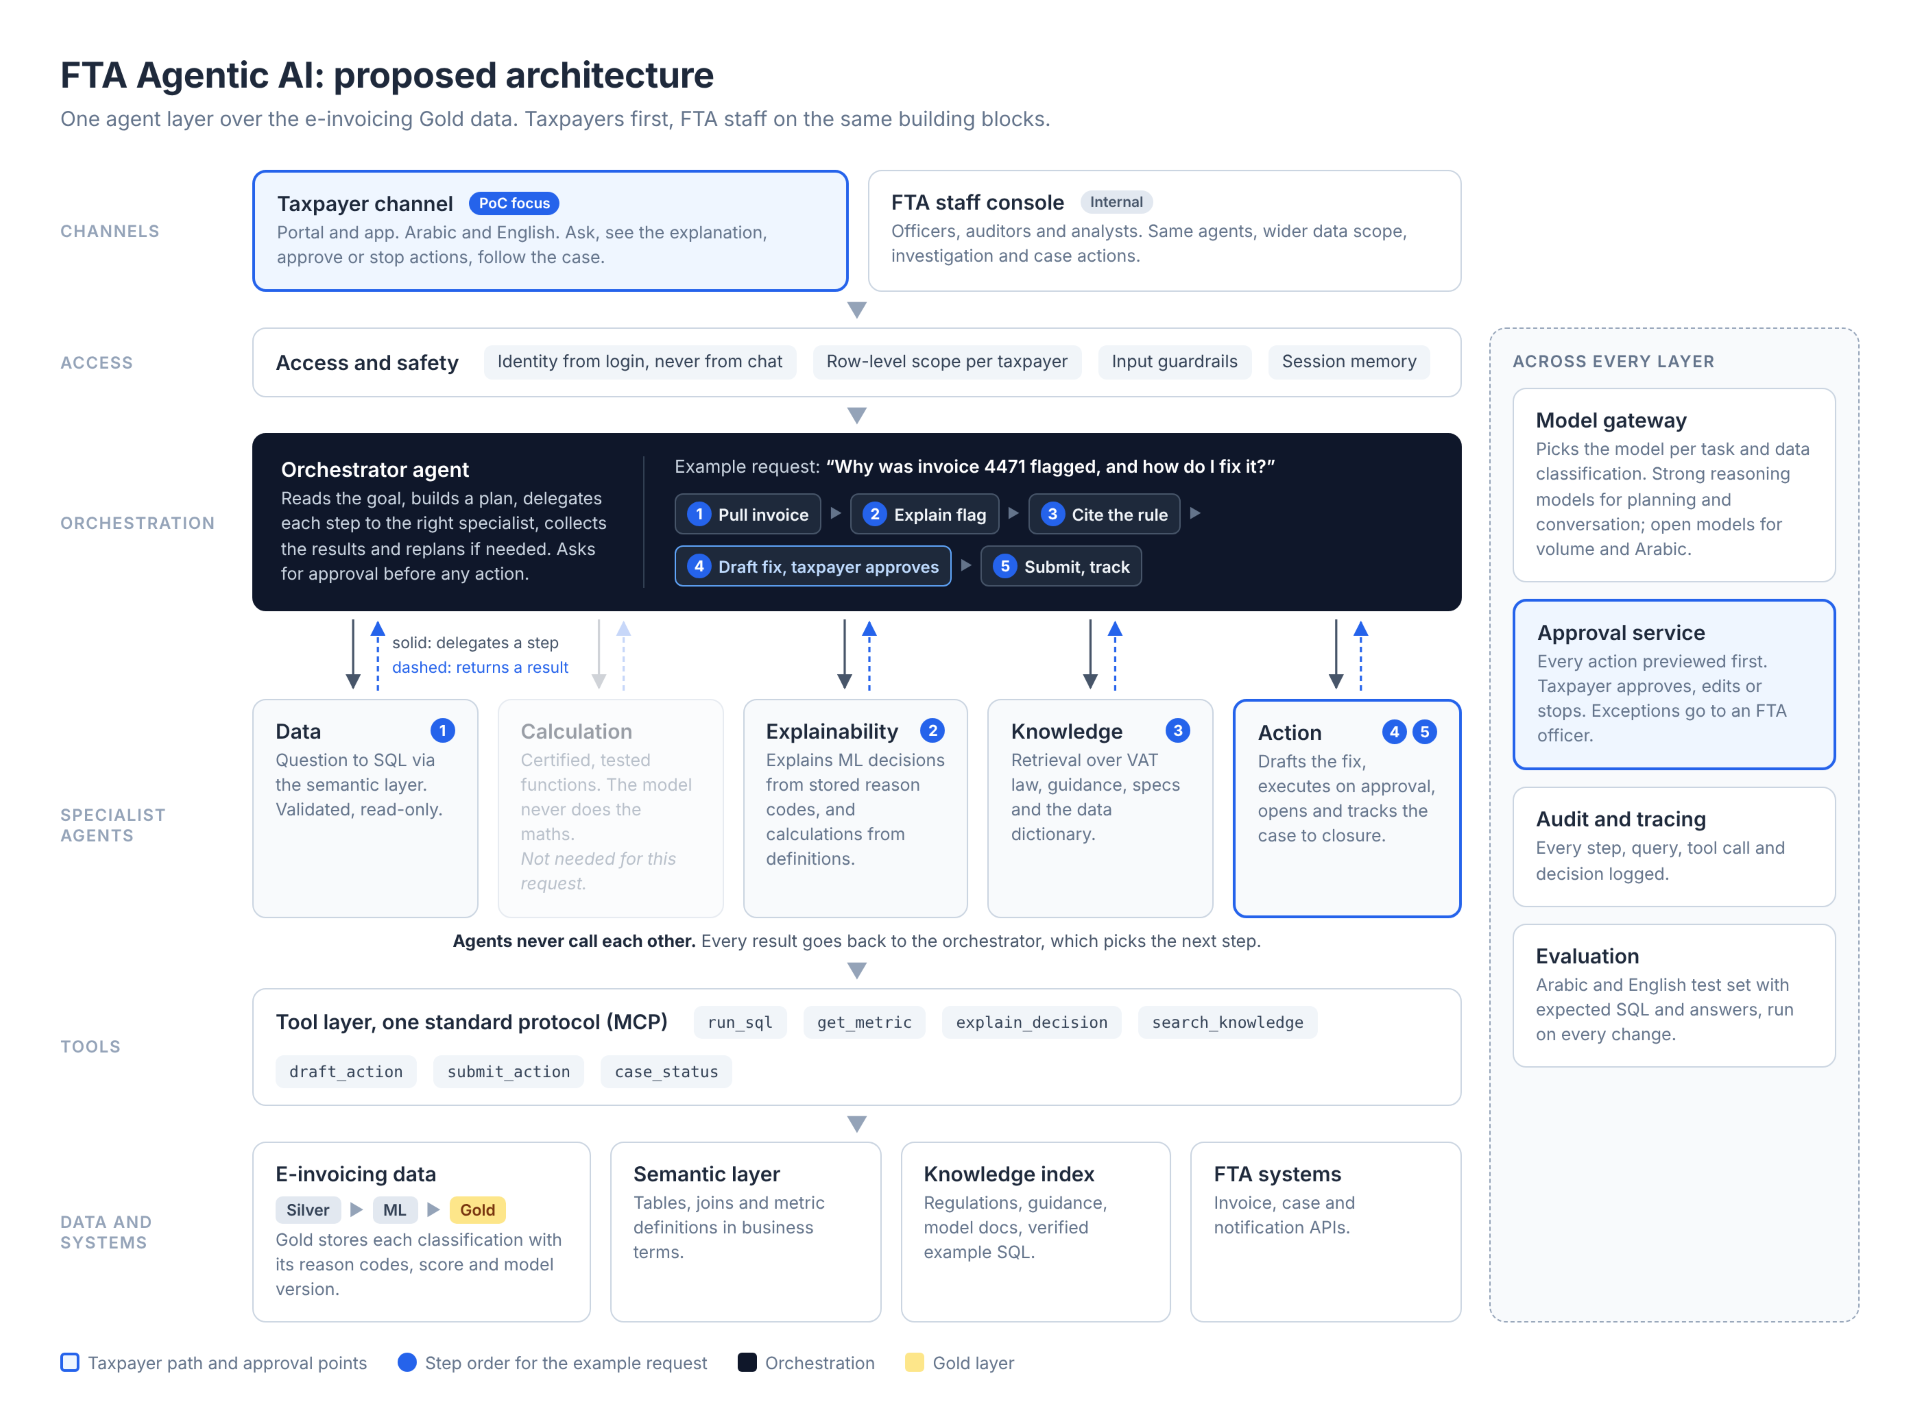 FTA Agentic AI: proposed architecture
One agent layer over the e-invoicing Gold data. Taxpayers first, FTA staff on the same building blocks.
CHANNELS
Taxpayer channel PoC focus
Portal and app. Arabic and English. Ask, see the explanation,
approve or stop actions, follow the case.
FTA staff console Internal
Officers, auditors and analysts. Same agents, wider data scope,
investigation and case actions.
ACCESS
Access and safety Identity from login, never from chat Row-level scope per taxpayer Input guardrails Session memory
ORCHESTRATION
Orchestrator agent
Reads the goal, builds a plan, delegates
each step to the right specialist, collects
the results and replans if needed. Asks
for approval before any action.
Example request: “Why was invoice 4471 flagged, and how do I fix it?”
1 Pull invoice 2 Explain flag 3 Cite the rule
4 Draft fix, taxpayer approves 5 Submit, track
solid: delegates a step
dashed: returns a result
SPECIALIST
AGENTS
Data 1
Question to SQL via
the semantic layer.
Validated, read-only.
Calculation
Certified, tested
functions. The model
never does the
maths.
Not needed for this
request.
Explainability 2
Explains ML decisions
from stored reason
codes, and
calculations from
definitions.
Knowledge 3
Retrieval over VAT
law, guidance, specs
and the data
dictionary.
Action 4 5
Drafts the fix,
executes on approval,
opens and tracks the
case to closure.
Agents never call each other. Every result goes back to the orchestrator, which picks the next step.
TOOLS
Tool layer, one standard protocol (MCP) run_sql get_metric explain_decision search_knowledge
draft_action submit_action case_status
DATA AND
SYSTEMS
E-invoicing data
Silver ML Gold
Gold stores each classification with
its reason codes, score and model
version.
Semantic layer
Tables, joins and metric
definitions in business
terms.
Knowledge index
Regulations, guidance,
model docs, verified
example SQL.
FTA systems
Invoice, case and
notification APIs.
ACROSS EVERY LAYER
Model gateway
Picks the model per task and data
classification. Strong reasoning
models for planning and
conversation; open models for
volume and Arabic.
Approval service
Every action previewed first.
Taxpayer approves, edits or
stops. Exceptions go to an FTA
officer.
Audit and tracing
Every step, query, tool call and
decision logged.
Evaluation
Arabic and English test set with
expected SQL and answers, run
on every change.
Taxpayer path and approval points Step order for the example request Orchestration Gold layer